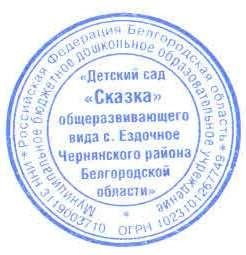 * Российская Федерация Белгородская область *
Муниципальное бюджетное дошкольное образовательное учреждение
* ИНН 3119003710 ОГРН 1023101267749
«Детский сад
«Сказка»
общеразвивающего
вида с. Ездочное
Чернянского района
Белгородской
области»